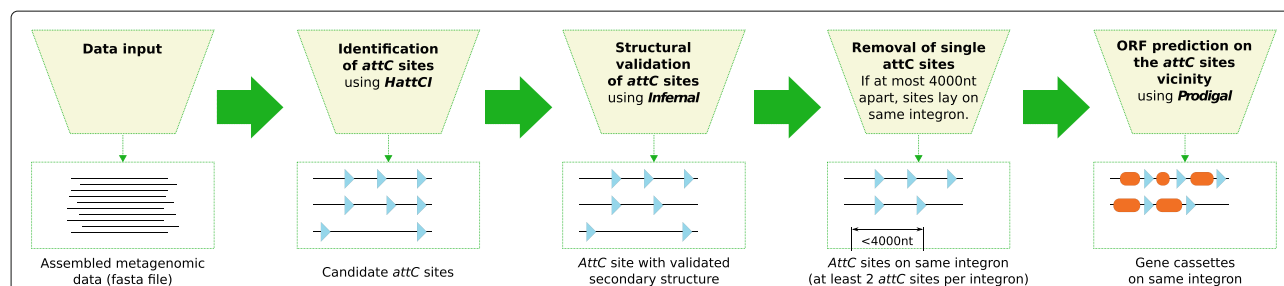 Data input
Identification
of attC sites
using HattCI
Structural
validation
of attC sites
using Infernal
Removal of single
attC sites
If at most 4000nt
apart, sites lay on
same integron.
ORF prediction on
the attC sites
vicinity
using Prodigal
<4000nt
Assembled metagenomic
data (fasta file)
Candidate attC sites
AttC site with validated
secondary structure
AttC sites on same integron
(at least 2 attC sites per integron)
Gene cassettes
on same integron